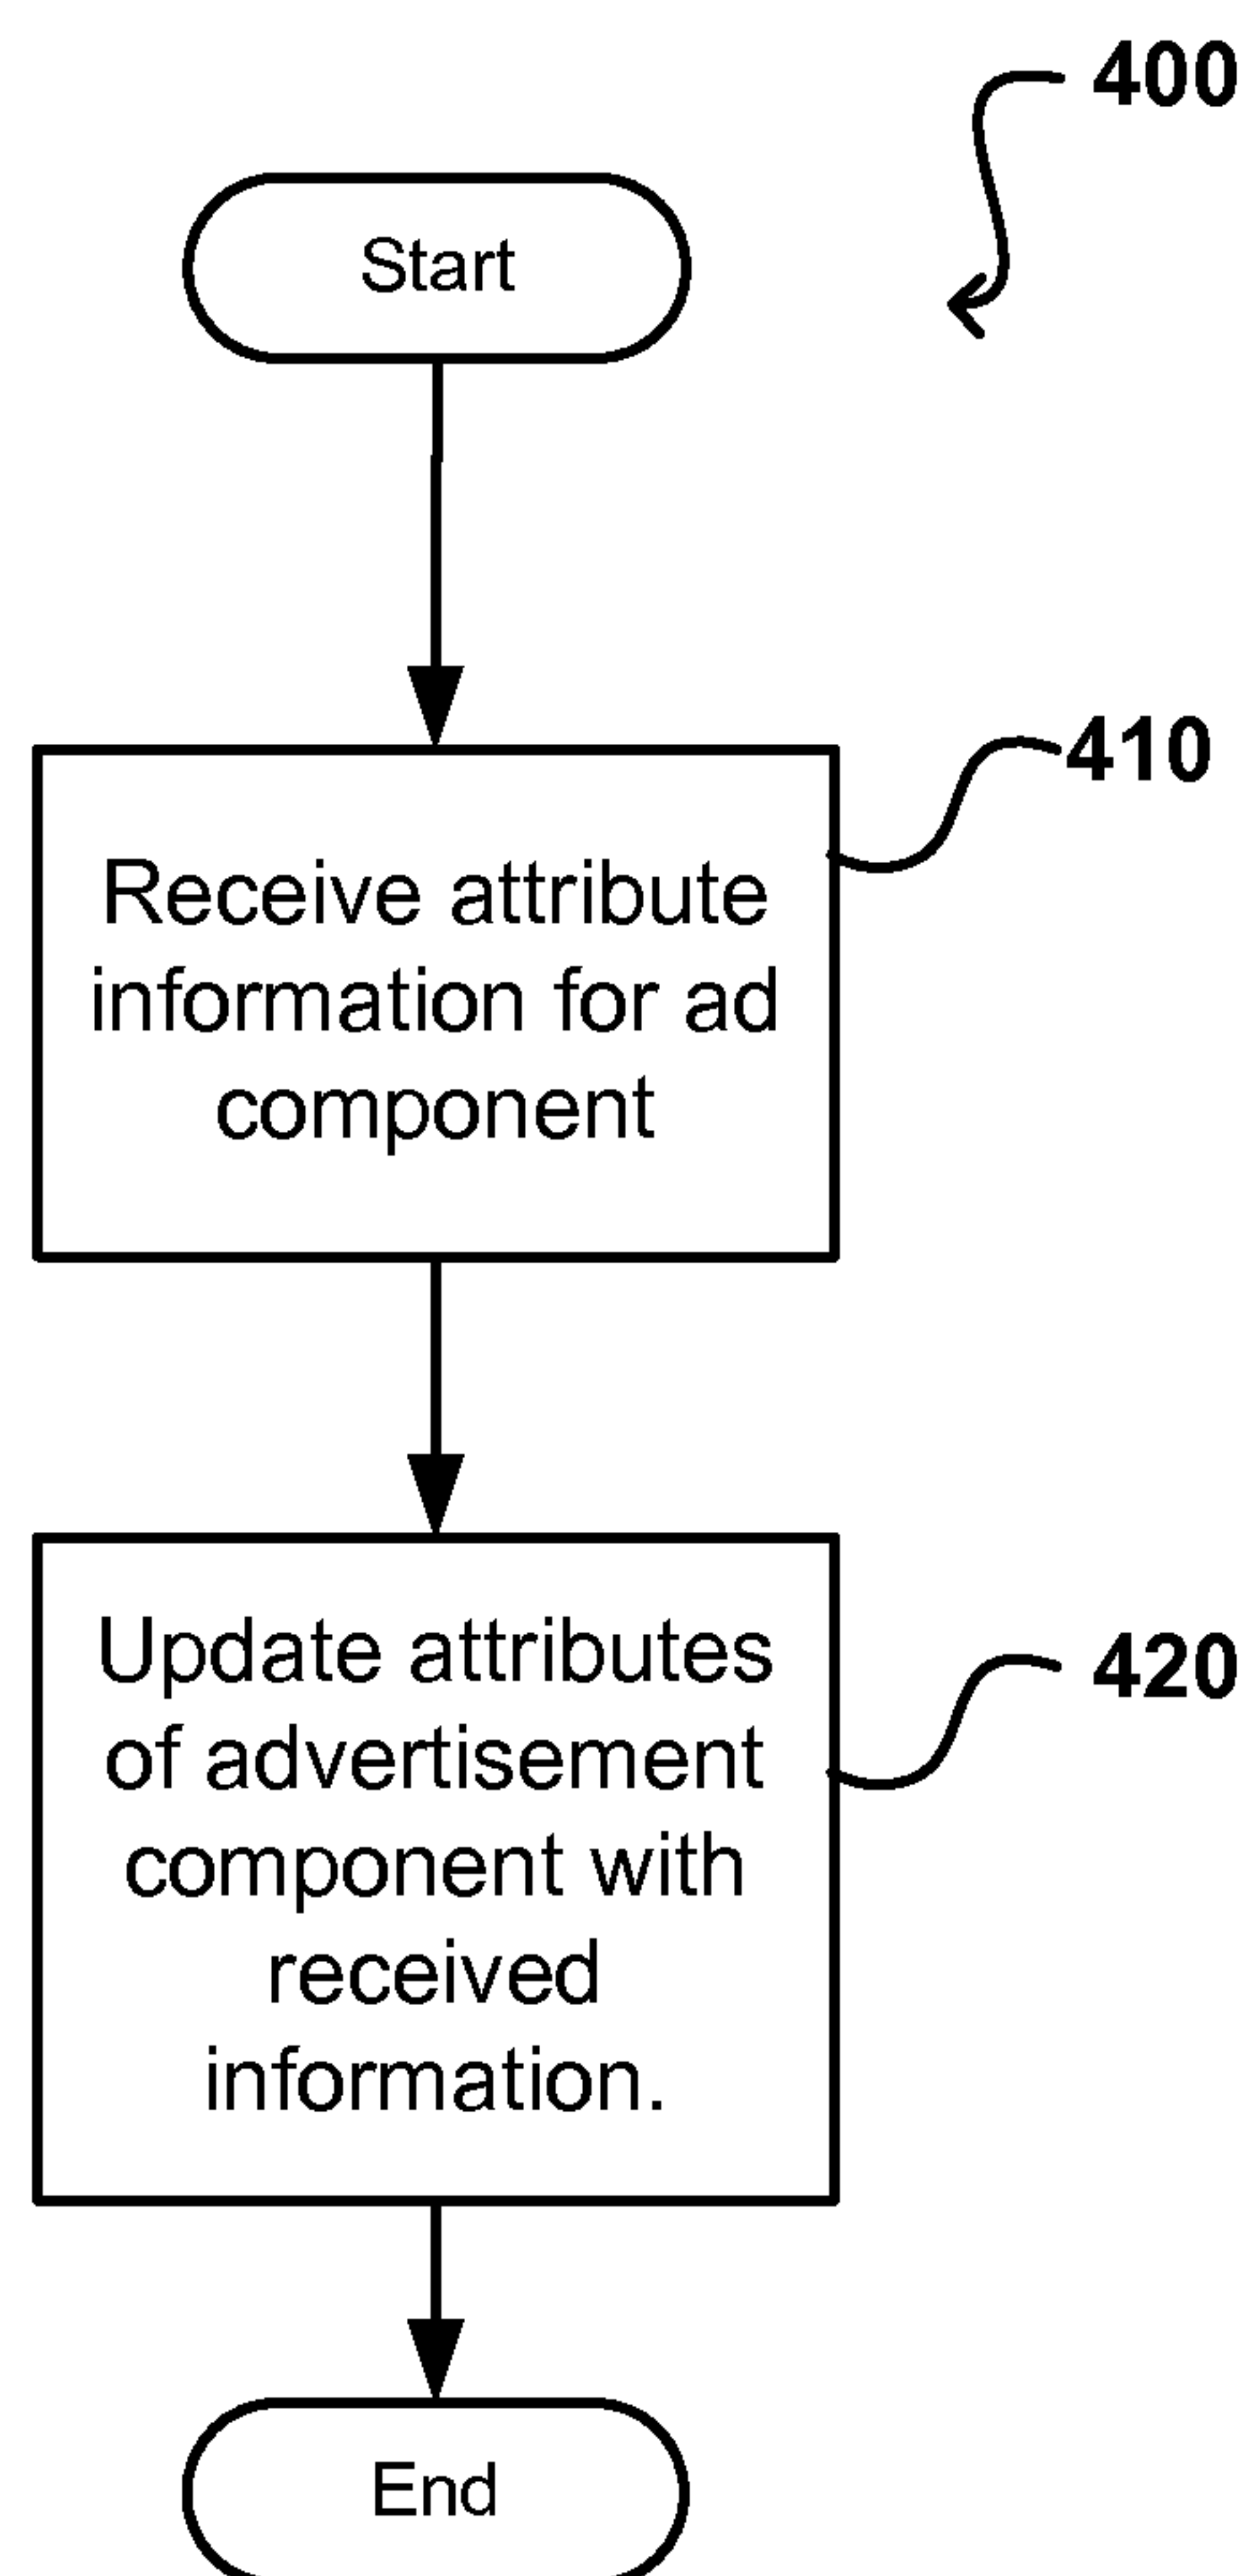 400
Start
410
Receive attribute
information for ad
component
420
Update attributes
of advertisement
component with
received
information.
End